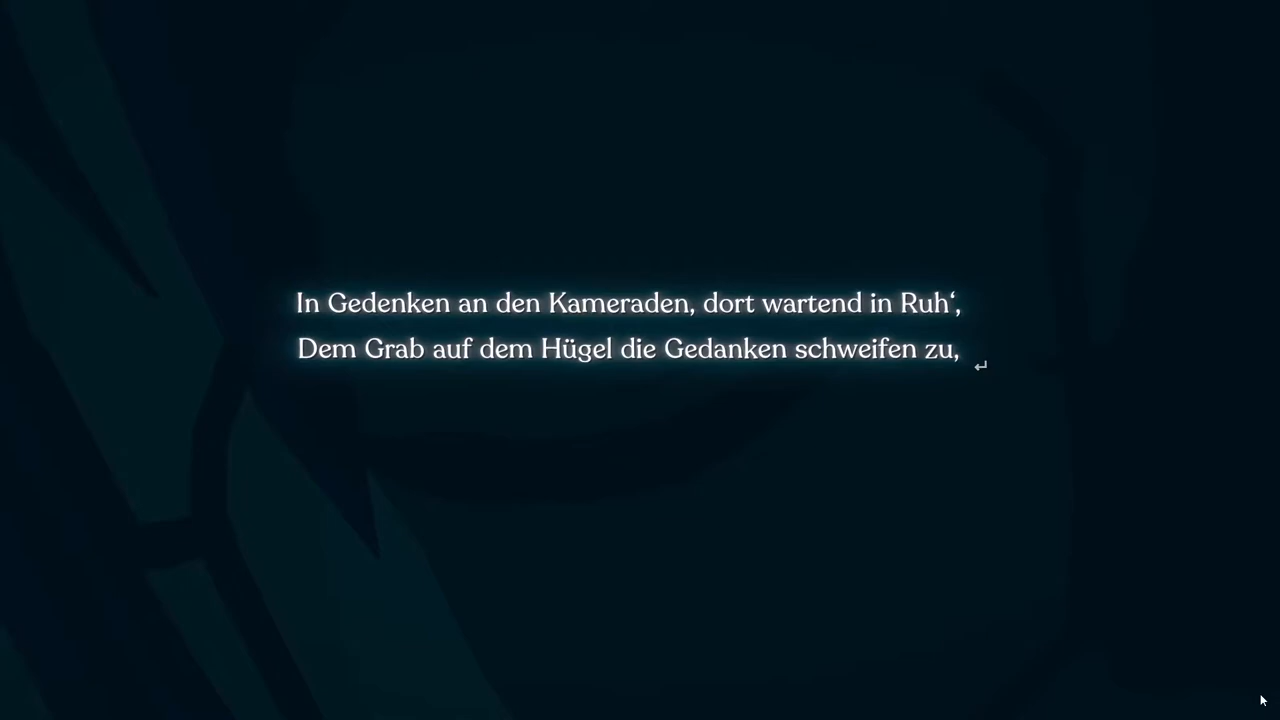 In Gedenken an den Kameraden, dort wartend in Ruh‘,
Dem Grab auf dem Hügel die Gedanken schweifen zu,